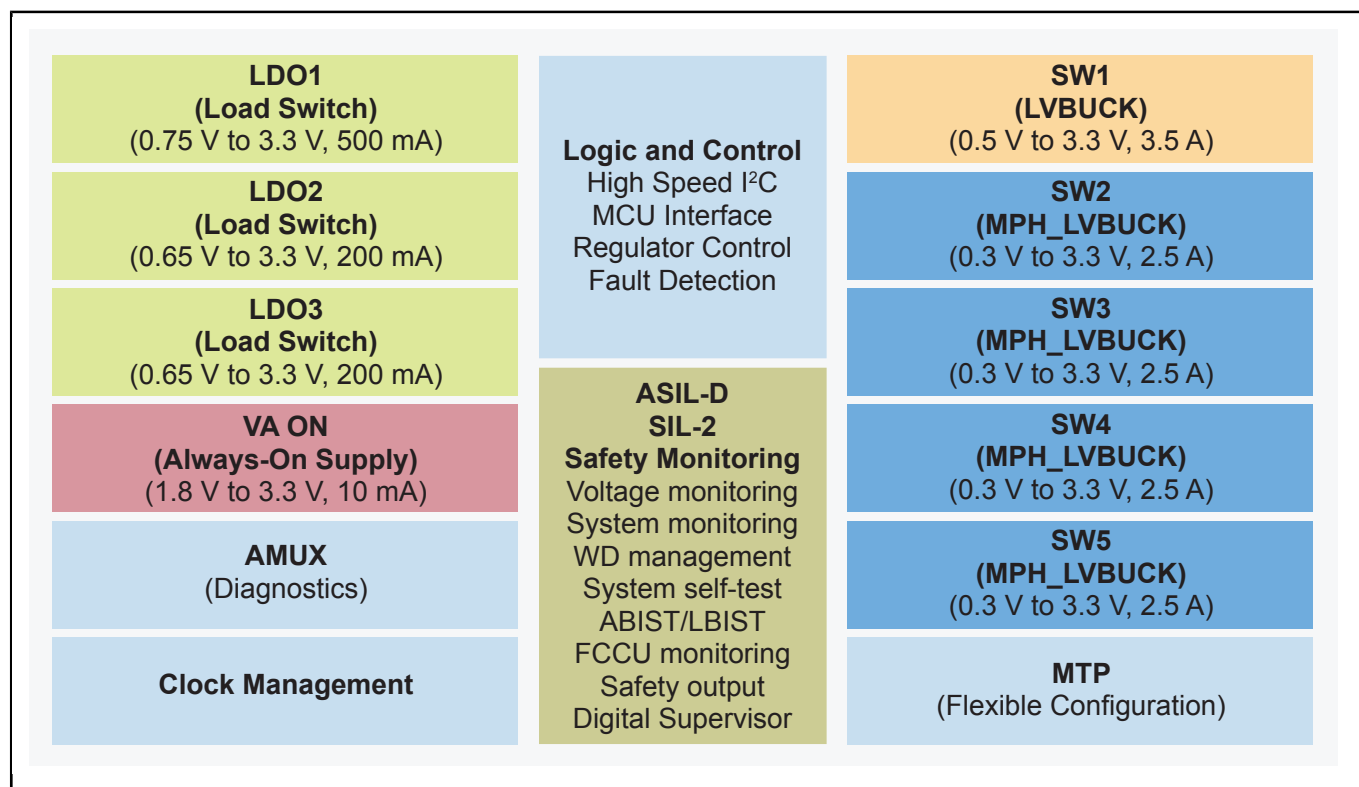 LDO1
(Load Switch)
(0.75 V to 3.3 V, 500 mA)
LDO2
(Load Switch)
(0.65 V to 3.3 V, 200 mA)
LDO3
(Load Switch)
(0.65 V to 3.3 V, 200 mA)
VA ON
(Always-On Supply)
(1.8 V to 3.3 V, 10 mA)
AMUX
(Diagnostics)
Clock Management
Logic and Control
High Speed I²C
MCU Interface
Regulator Control
Fault Detection
ASIL-D
SIL-2
Safety Monitoring
Voltage monitoring
System monitoring
WD management
System self-test
ABIST/LBIST
FCCU monitoring
Safety output
Digital Supervisor
SW1
(LVBUCK)
(0.5 V to 3.3 V, 3.5 A)
SW2
(MPH_LVBUCK)
(0.3 V to 3.3 V, 2.5 A)
SW3
(MPH_LVBUCK)
(0.3 V to 3.3 V, 2.5 A)
SW4
(MPH_LVBUCK)
(0.3 V to 3.3 V, 2.5 A)
SW5
(MPH_LVBUCK)
(0.3 V to 3.3 V, 2.5 A)
MTP
(Flexible Configuration)